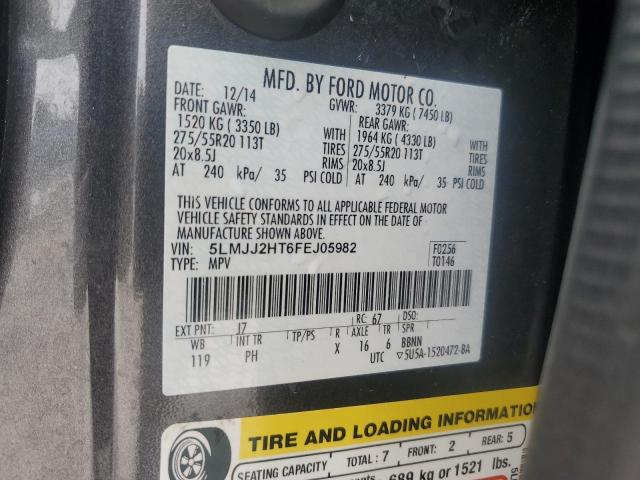 MFD. BY FORD MOTOR CO.
DATE: 12/14 GVWR: 3379 KG (7450 LB)
FRONT GAWR: REAR GAWR:
1520 KG (3350 LB) WITH 1964 KG (4330 LB) WITH
275/55R20 113T TIRES 275/55R20 113T TIRES
20x8.5J RIMS 20x8.5J RIMS
AT 240 kPa/ 35 PSI COLD AT 240 kPa/ 35 PSI COLD
THIS VEHICLE CONFORMS TO ALL APPLICABLE FEDERAL MOTOR
VEHICLE SAFETY STANDARDS IN EFFECT ON THE DATE OF
MANUFACTURE SHOWN ABOVE.
VIN: 5LMJJ2HT6FEJ05982 F0256
TYPE: MPV T0146
EXT PNT: J7 RC: 67 DSO:
WB INT TR TP/PS R AXLE TR SPR
119 PH X 16 6 BBNN
UTC ▽5U5A-1520472-BA
TIRE AND LOADING INFORMATION
SEATING CAPACITY TOTAL: 7 FRONT: 2 REAR: 5
689 kg or 1521 lbs.